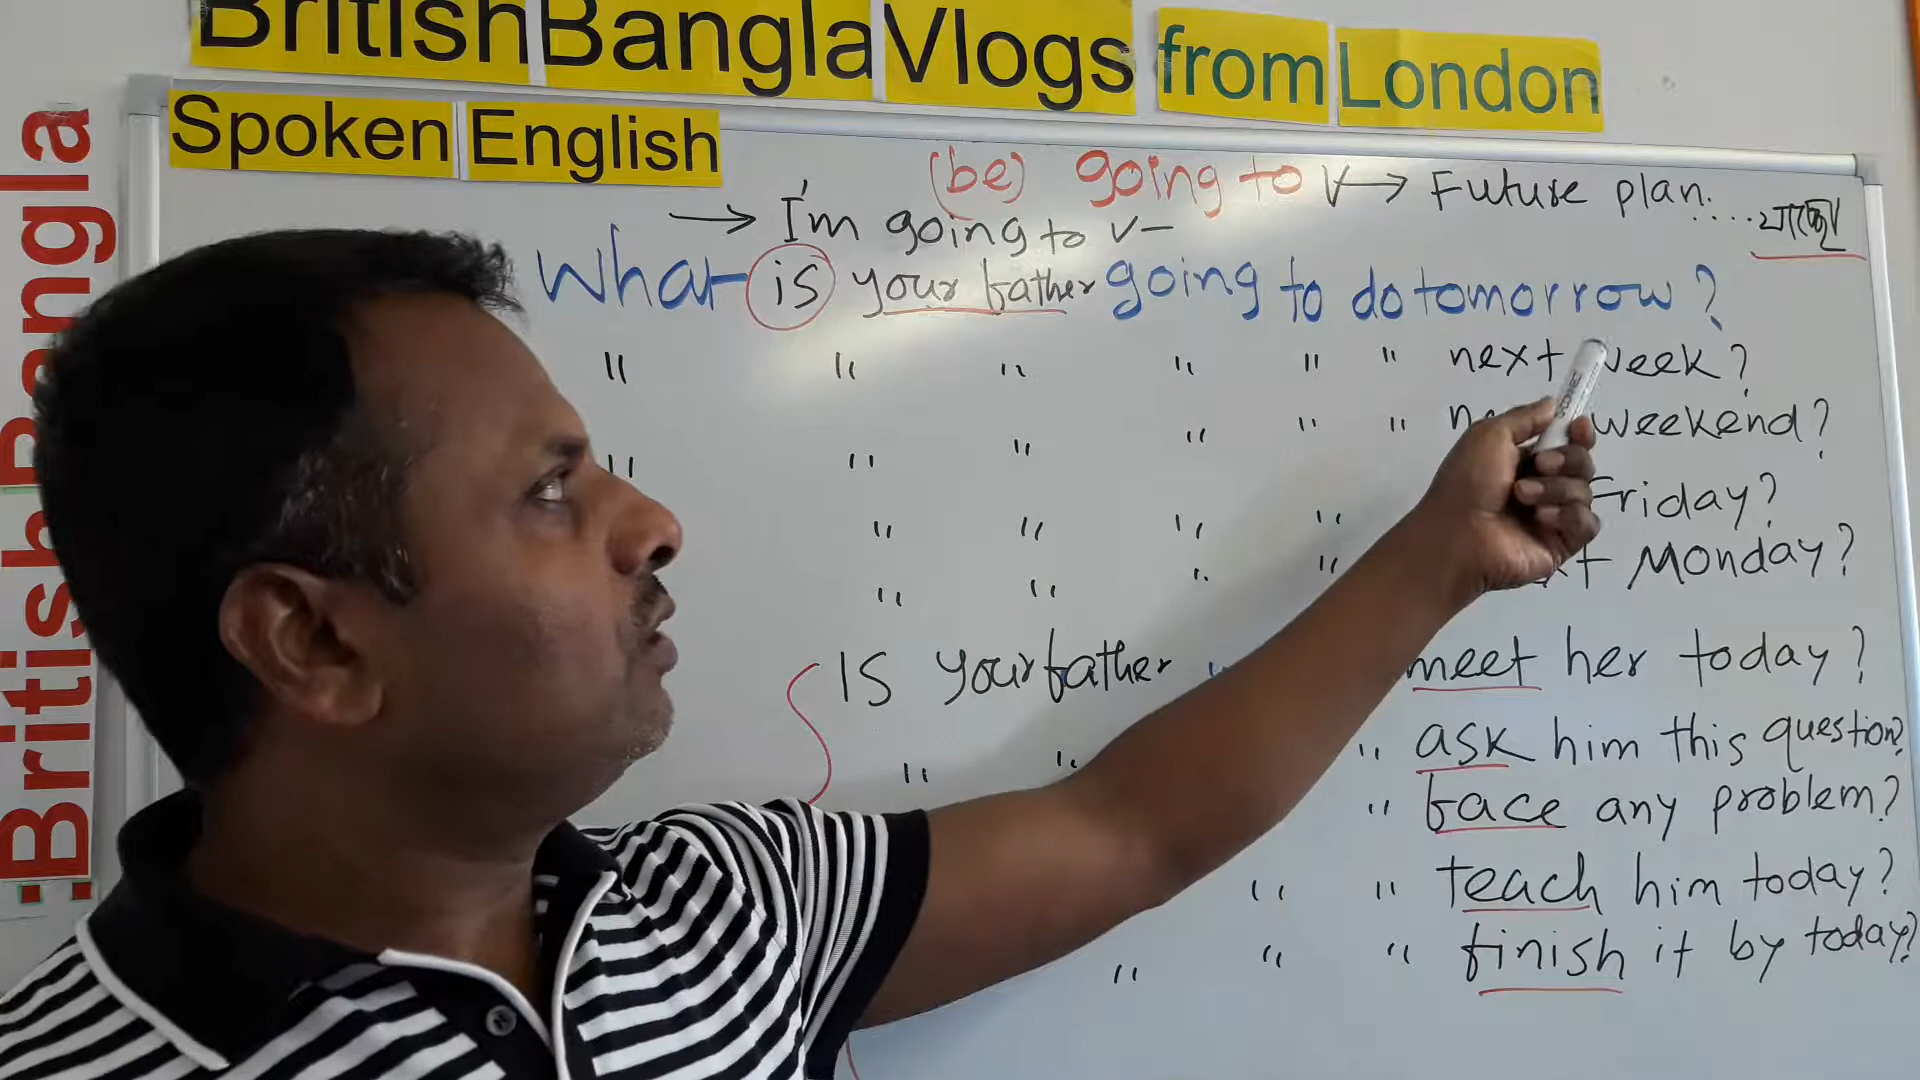 BritishBanglaVlogs from London
Spoken English
:British Bangla
(be) going to V → Future plan.....
→ I'm going to v-
What is your father going to do tomorrow?
" " " " " " next week?
" " " " " " weekend?
" " " " Friday?
" " " " Monday?
IS your father meet her today?
" " " ask him this question?
" face any problem?
" " teach him today?
" " " finish it by today?